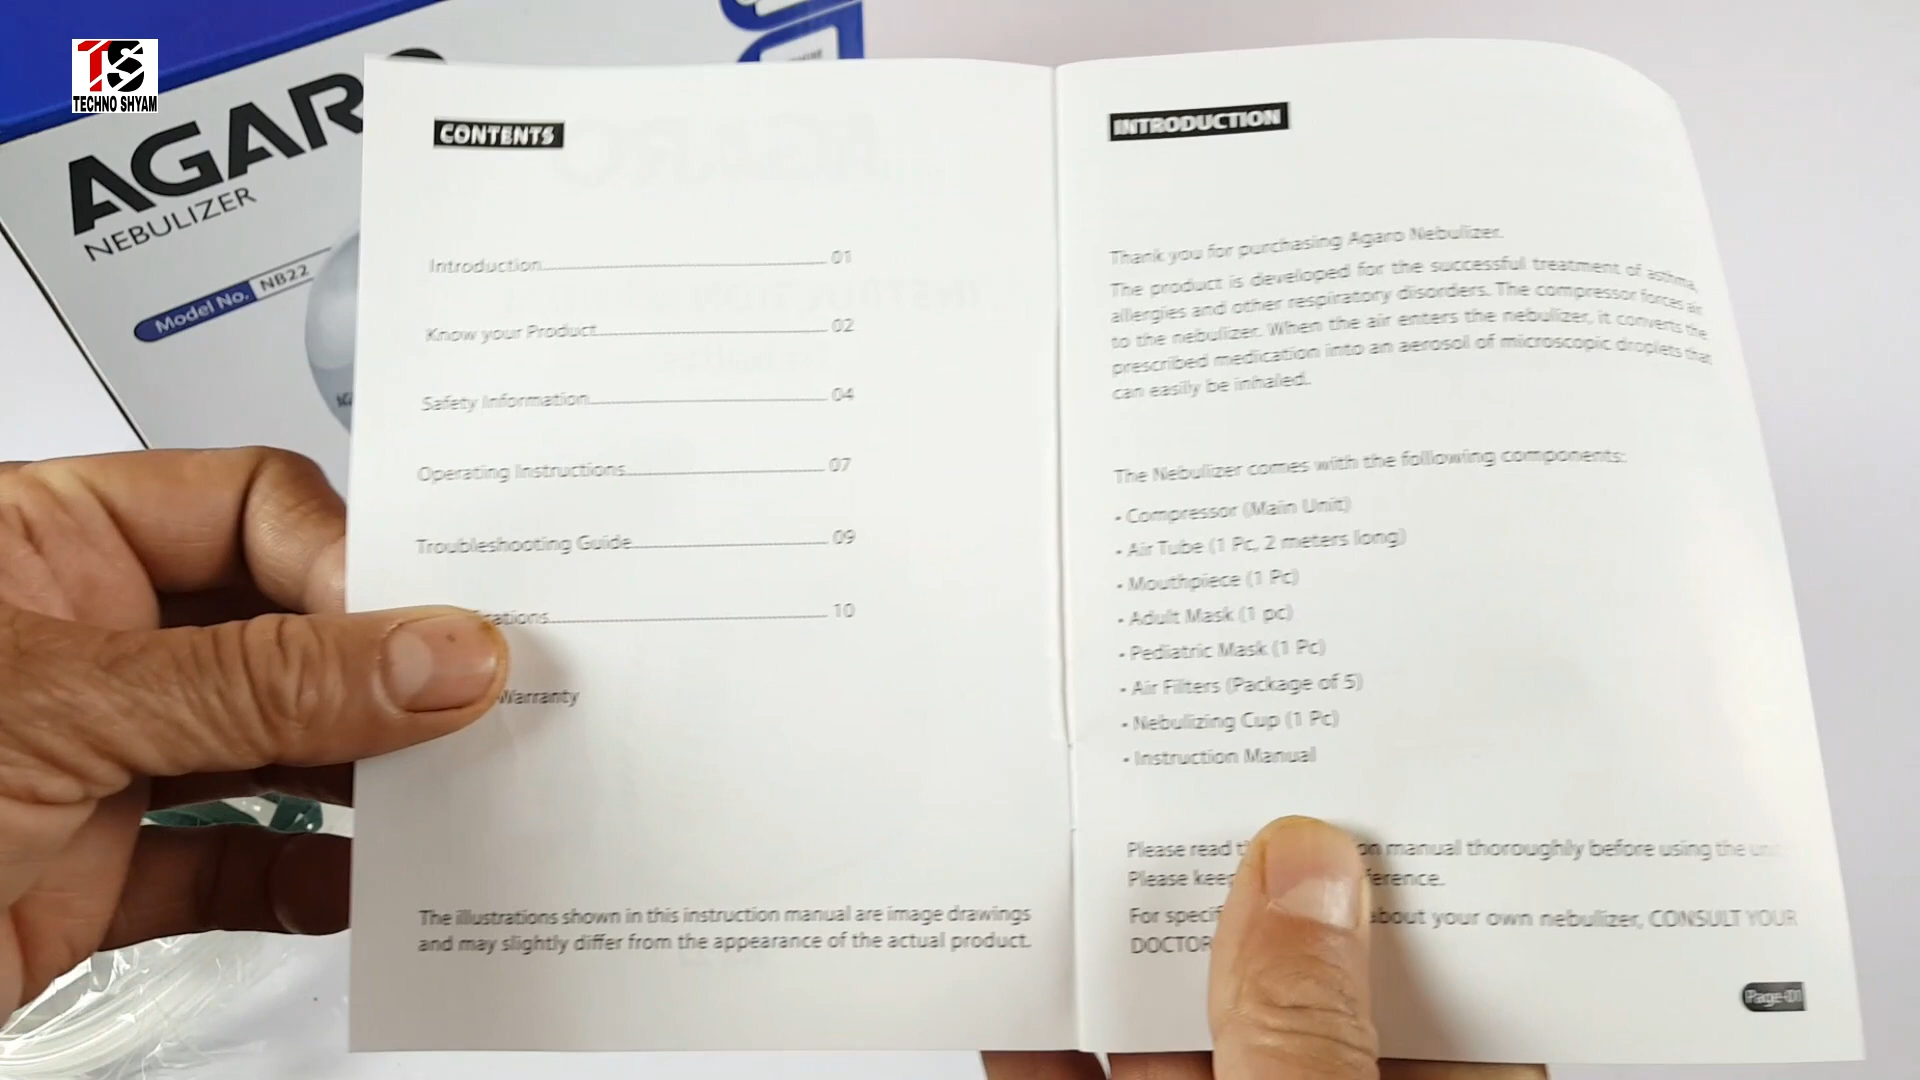 TS
TECHNO SHYAM
AGARO
NEBULIZER
Model No. NB22
CONTENTS
Introduction 01
Know your Product 02
Safety Information 04
Operating Instructions 07
Troubleshooting Guide 09
10
Warranty
The illustrations shown in this instruction manual are image drawings
and may slightly differ from the appearance of the actual product.
INTRODUCTION
Thank you for purchasing Agaro Nebulizer.
The product is developed for the successful treatment of asthma,
allergies and other respiratory disorders. The compressor forces air
to the nebulizer. When the air enters the nebulizer, it converts the
prescribed medication into an aerosol of microscopic droplets that
can easily be inhaled.
The Nebulizer comes with the following components:
• Compressor (Main Unit)
• Air Tube (1 Pc, 2 meters long)
• Mouthpiece (1 Pc)
• Adult Mask (1 pc)
• Pediatric Mask (1 Pc)
• Air Filters (Package of 5)
• Nebulizing Cup (1 Pc)
• Instruction Manual
Please read manual thoroughly before using the
Please keep
For about your own nebulizer, CONSULT YOUR
DOCTOR
Page-01